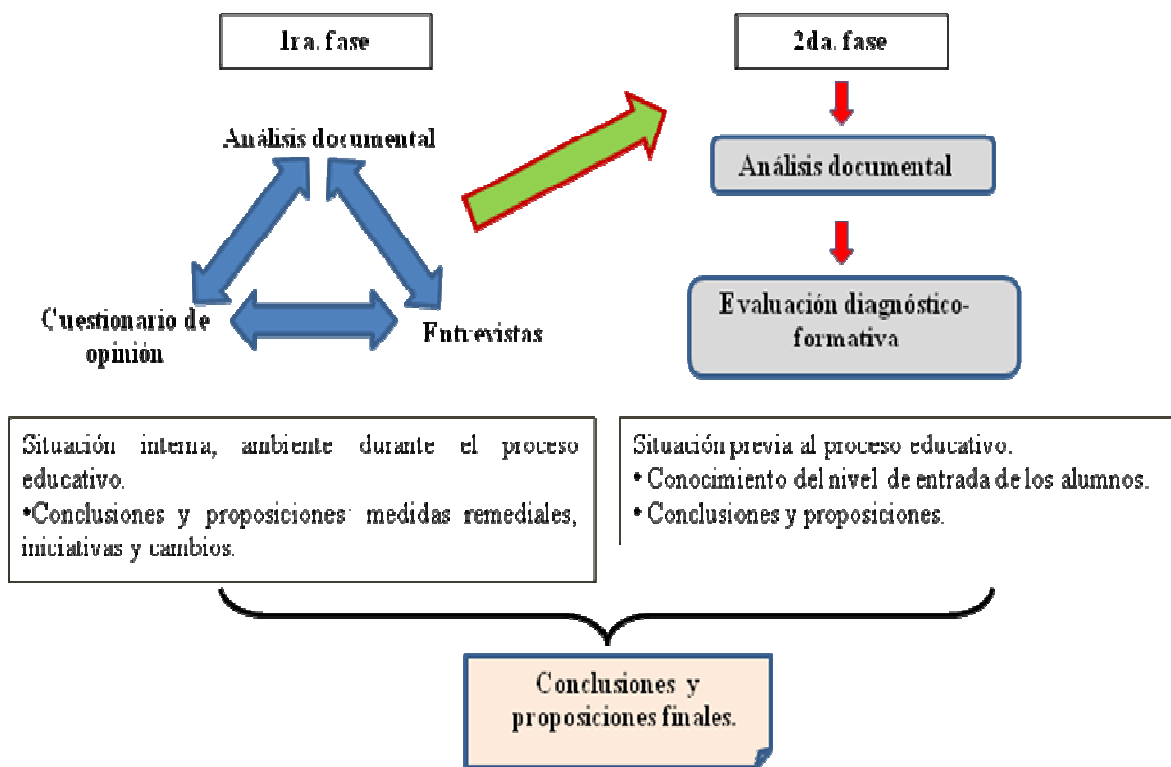 1ra. fase
Análisis documental
Cuestionario de
opinión
Entrevistas
Situación interna, ambiente durante el proceso
educativo.
•Conclusiones y proposiciones: medidas remediales,
iniciativas y cambios.
2da. fase
Análisis documental
Evaluación diagnóstico-
formativa
Situación previa al proceso educativo.
• Conocimiento del nivel de entrada de los alumnos.
• Conclusiones y proposiciones.
Conclusiones y
proposiciones finales.